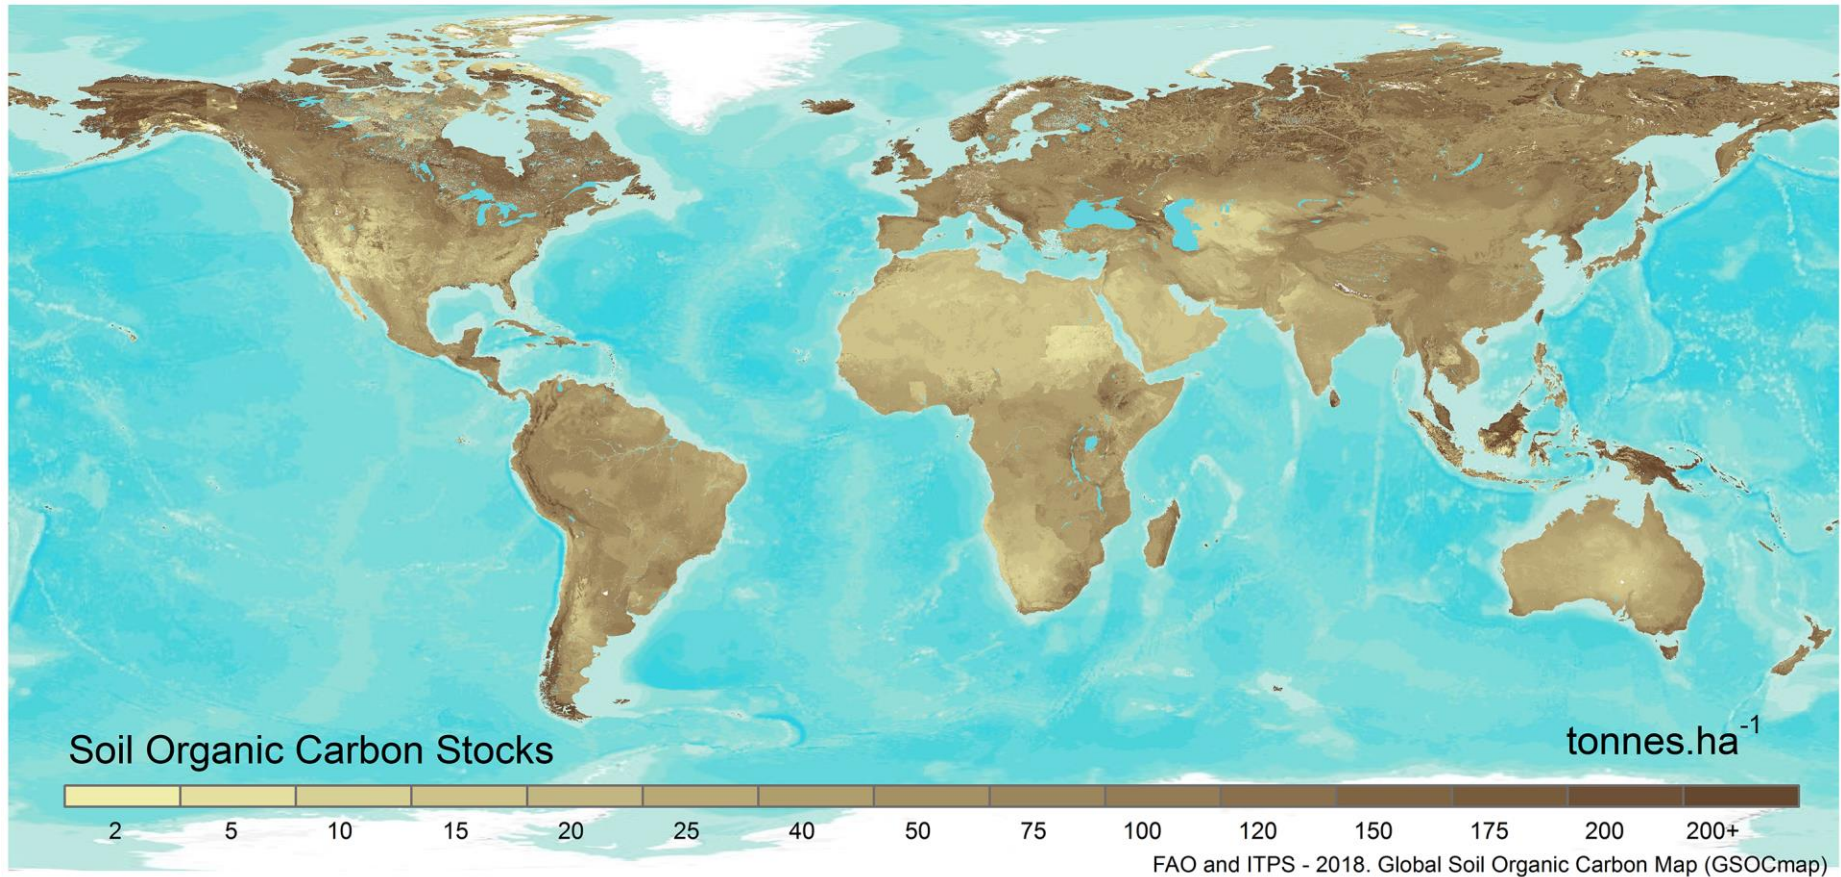 Soil Organic Carbon Stocks
tonnes.ha-1
2 5 10 15 20 25 40 50 75 100 120 150 175 200 200+
FAO and ITPS - 2018. Global Soil Organic Carbon Map (GSOCmap)